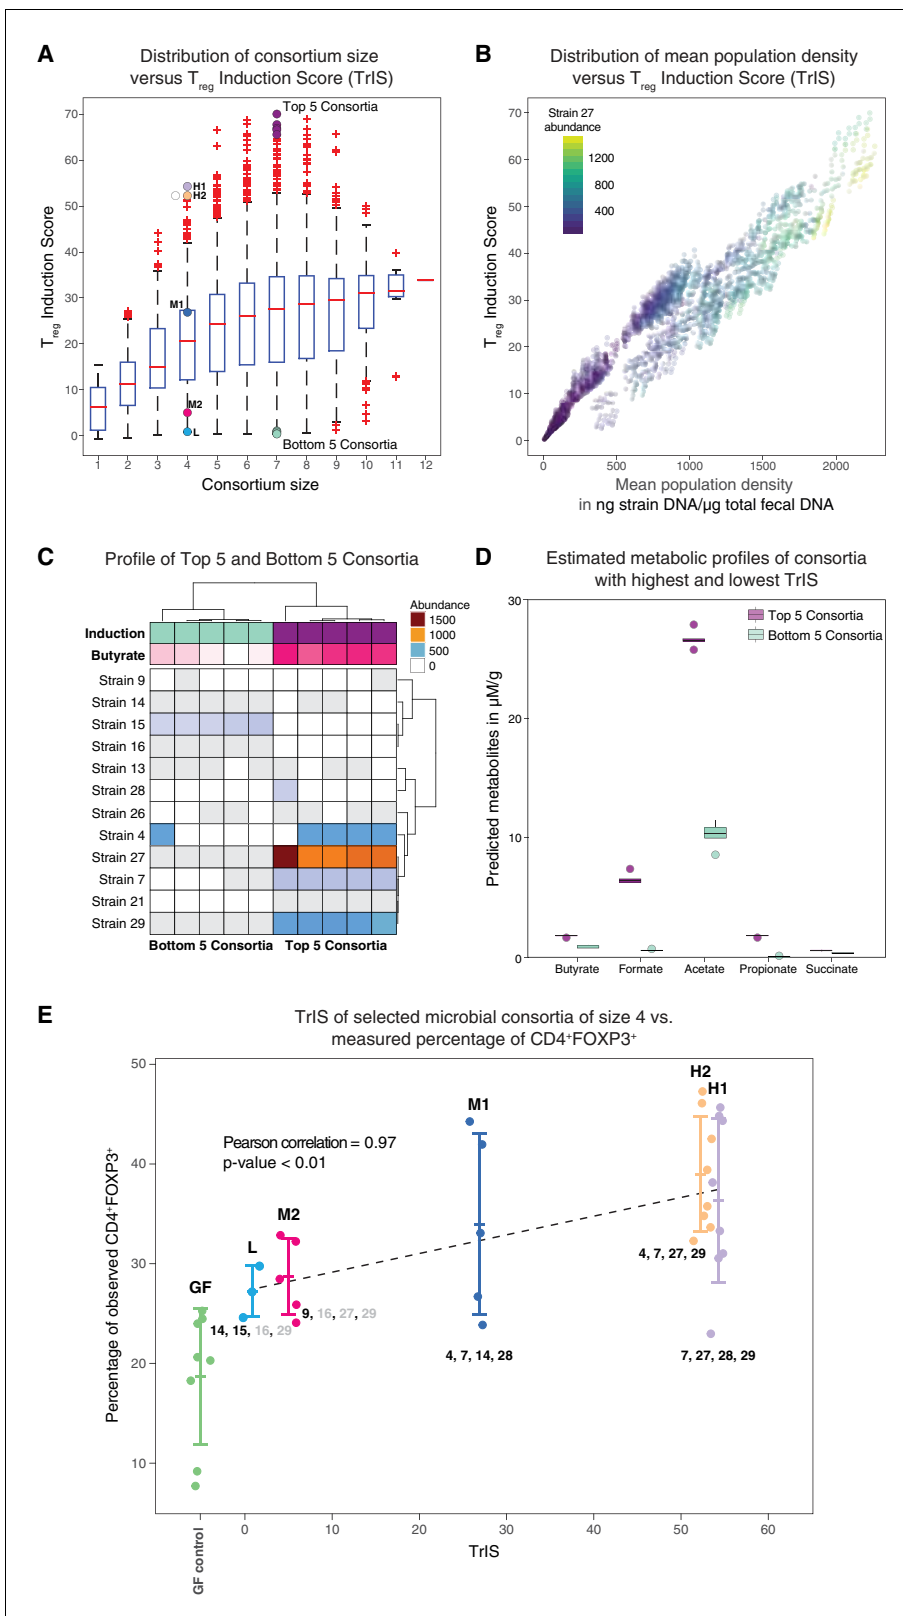 A
Distribution of consortium size
versus Treg Induction Score (TrIS)
Treg Induction Score
70
60
50
40
30
20
10
0
Top 5 Consortia
H1
H2
M1
M2
L
Bottom 5 Consortia
1 2 3 4 5 6 7 8 9 10 11 12
Consortium size
B
Distribution of mean population density
versus Treg Induction Score (TrIS)
Treg Induction Score
70
60
50
40
30
20
10
0
Strain 27
abundance
1200
800
400
0 500 1000 1500 2000
Mean population density
in ng strain DNA/µg total fecal DNA
C
Profile of Top 5 and Bottom 5 Consortia
Abundance
1500
1000
500
0
Induction
Butyrate
Strain 9
Strain 14
Strain 15
Strain 16
Strain 13
Strain 28
Strain 26
Strain 4
Strain 27
Strain 7
Strain 21
Strain 29
Bottom 5 Consortia Top 5 Consortia
D
Estimated metabolic profiles of consortia
with highest and lowest TrIS
Predicted metabolites in µM/g
30
20
10
0
Top 5 Consortia
Bottom 5 Consortia
Butyrate Formate Acetate Propionate Succinate
E
TrIS of selected microbial consortia of size 4 vs.
measured percentage of CD4+FOXP3+
Percentage of observed CD4+FOXP3+
50
40
30
20
10
Pearson correlation = 0.97
p-value < 0.01
GF
L
M2
M1
H2
H1
14, 15, 16, 29
9, 16, 27, 29
4, 7, 14, 28
4, 7, 27, 29
7, 27, 28, 29
GF control
0 10 20 30 40 50 60
TrIS